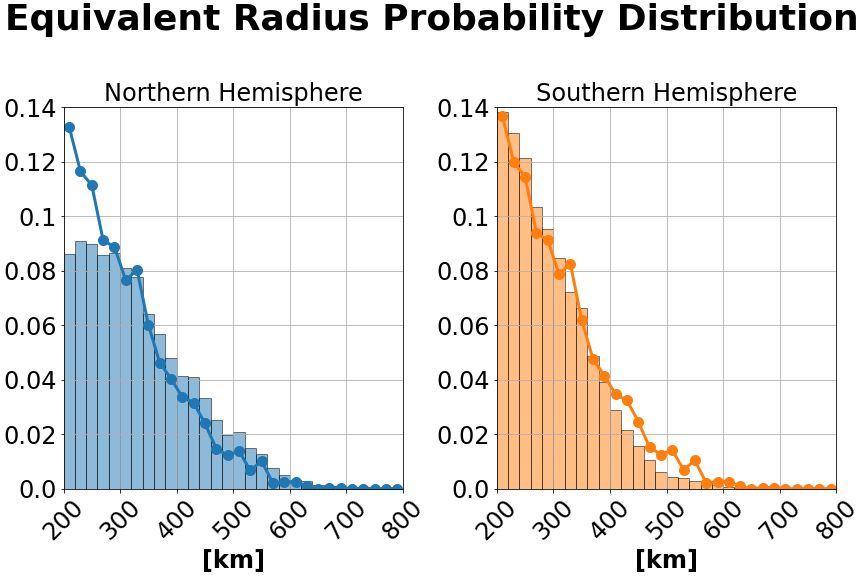 Equivalent Radius Probability Distribution
Northern Hemisphere
0.14
0.12
0.1
0.08
0.06
0.04
0.02
0.0
200 300 400 500 600 700 800
[km]
Southern Hemisphere
0.14
0.12
0.1
0.08
0.06
0.04
0.02
0.0
200 300 400 500 600 700 800
[km]